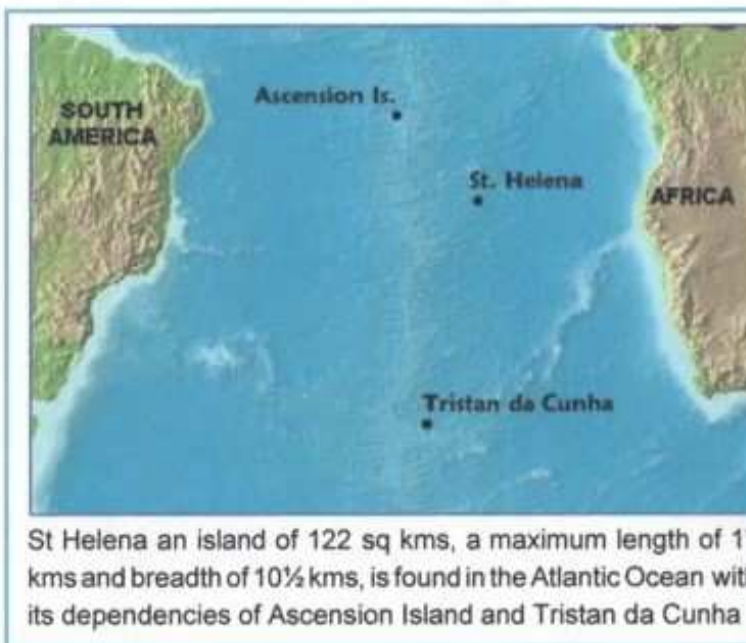 Ascension Is.
SOUTH
AMERICA
St. Helena
AFRICA
Tristan da Cunha
St Helena an island of 122 sq kms, a maximum length of
kms and breadth of 10½ kms, is found in the Atlantic Ocean
its dependencies of Ascension Island and Tristan da Cunha